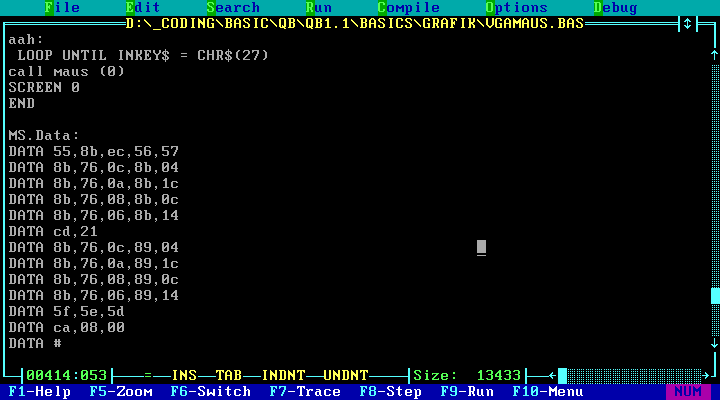 File Edit Search Run Compile Options Debug
D:\_CODING\BASIC\QB\QB1.1\BASICS\GRAFIK\VGAMAUS.BAS
aah:
LOOP UNTIL INKEY$ = CHR$(27)
call maus (0)
SCREEN 0
END
MS.Data:
DATA 55,8b,ec,56,57
DATA 8b,76,0c,8b,04
DATA 8b,76,0a,8b,1c
DATA 8b,76,08,8b,0c
DATA 8b,76,06,8b,14
DATA cd,21
DATA 8b,76,0c,89,04
DATA 8b,76,0a,89,1c
DATA 8b,76,08,89,0c
DATA 8b,76,06,89,14
DATA 5f,5e,5d
DATA ca,08,00
DATA #
00414:053 = INS TAB INDNT UNDNT Size: 13433
F1-Help F5-Zoom F6-Switch F7-Trace F8-Step F9-Run F10-Menu NUM